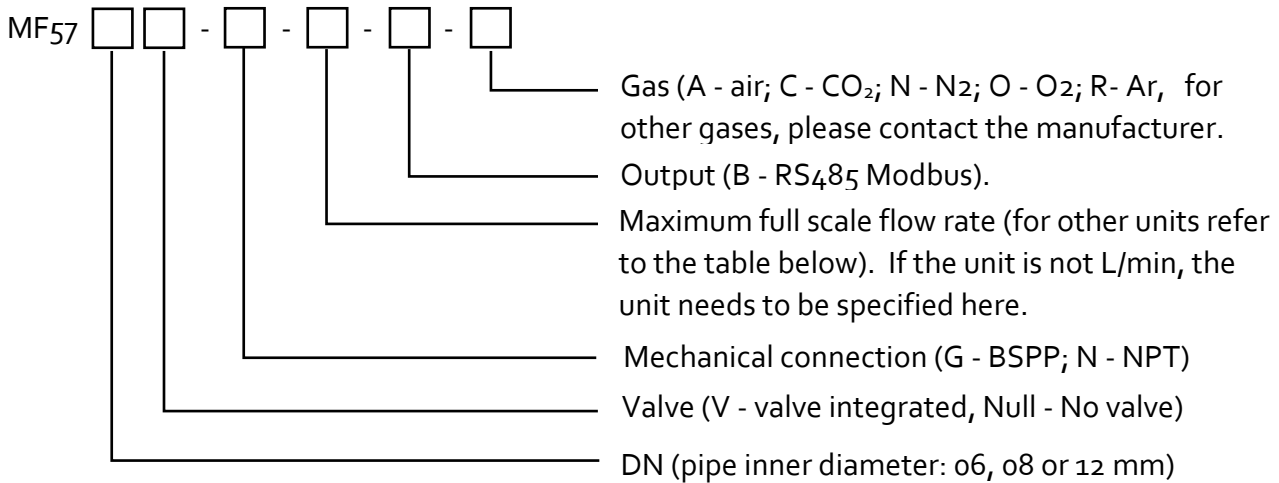 MF57 - - - -
Gas (A - air; C - CO₂; N - N2; O - O2; R- Ar, for
other gases, please contact the manufacturer.
Output (B - RS485 Modbus).
Maximum full scale flow rate (for other units refer
to the table below). If the unit is not L/min, the
unit needs to be specified here.
Mechanical connection (G - BSPP; N - NPT)
Valve (V - valve integrated, Null - No valve)
DN (pipe inner diameter: 06, 08 or 12 mm)